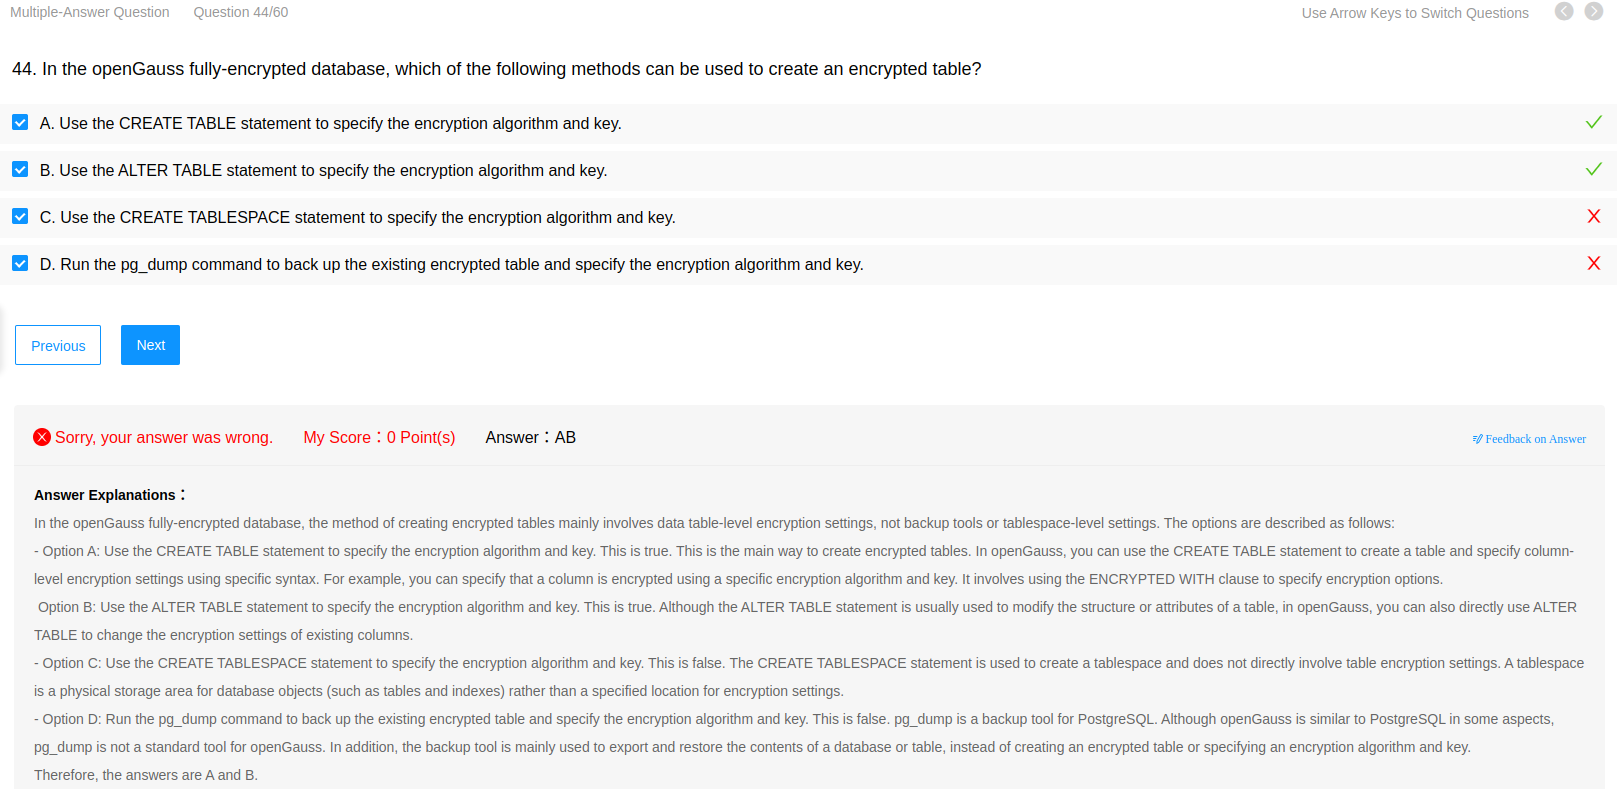 Multiple-Answer Question Question 44/60 Use Arrow Keys to Switch Questions
44. In the openGauss fully-encrypted database, which of the following methods can be used to create an encrypted table?
A. Use the CREATE TABLE statement to specify the encryption algorithm and key.
B. Use the ALTER TABLE statement to specify the encryption algorithm and key.
C. Use the CREATE TABLESPACE statement to specify the encryption algorithm and key.
D. Run the pg_dump command to back up the existing encrypted table and specify the encryption algorithm and key.
Previous Next
Sorry, your answer was wrong. My Score：0 Point(s) Answer：AB Feedback on Answer
Answer Explanations：
In the openGauss fully-encrypted database, the method of creating encrypted tables mainly involves data table-level encryption settings, not backup tools or tablespace-level settings. The options are described as follows:
- Option A: Use the CREATE TABLE statement to specify the encryption algorithm and key. This is true. This is the main way to create encrypted tables. In openGauss, you can use the CREATE TABLE statement to create a table and specify column-
level encryption settings using specific syntax. For example, you can specify that a column is encrypted using a specific encryption algorithm and key. It involves using the ENCRYPTED WITH clause to specify encryption options.
Option B: Use the ALTER TABLE statement to specify the encryption algorithm and key. This is true. Although the ALTER TABLE statement is usually used to modify the structure or attributes of a table, in openGauss, you can also directly use ALTER
TABLE to change the encryption settings of existing columns.
- Option C: Use the CREATE TABLESPACE statement to specify the encryption algorithm and key. This is false. The CREATE TABLESPACE statement is used to create a tablespace and does not directly involve table encryption settings. A tablespace
is a physical storage area for database objects (such as tables and indexes) rather than a specified location for encryption settings.
- Option D: Run the pg_dump command to back up the existing encrypted table and specify the encryption algorithm and key. This is false. pg_dump is a backup tool for PostgreSQL. Although openGauss is similar to PostgreSQL in some aspects,
pg_dump is not a standard tool for openGauss. In addition, the backup tool is mainly used to export and restore the contents of a database or table, instead of creating an encrypted table or specifying an encryption algorithm and key.
Therefore, the answers are A and B.